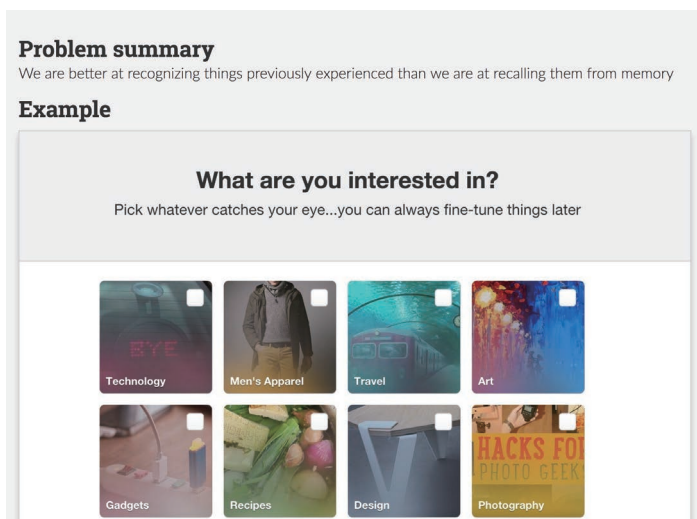 Problem summary
We are better at recognizing things previously experienced than we are at recalling them from memory
Example
What are you interested in?
Pick whatever catches your eye...you can always fine-tune things later
EYE
Technology
Men's Apparel
Travel
Art
Gadgets
Recipes
Design
HACKS FO
PHOTO GEEK
Photography